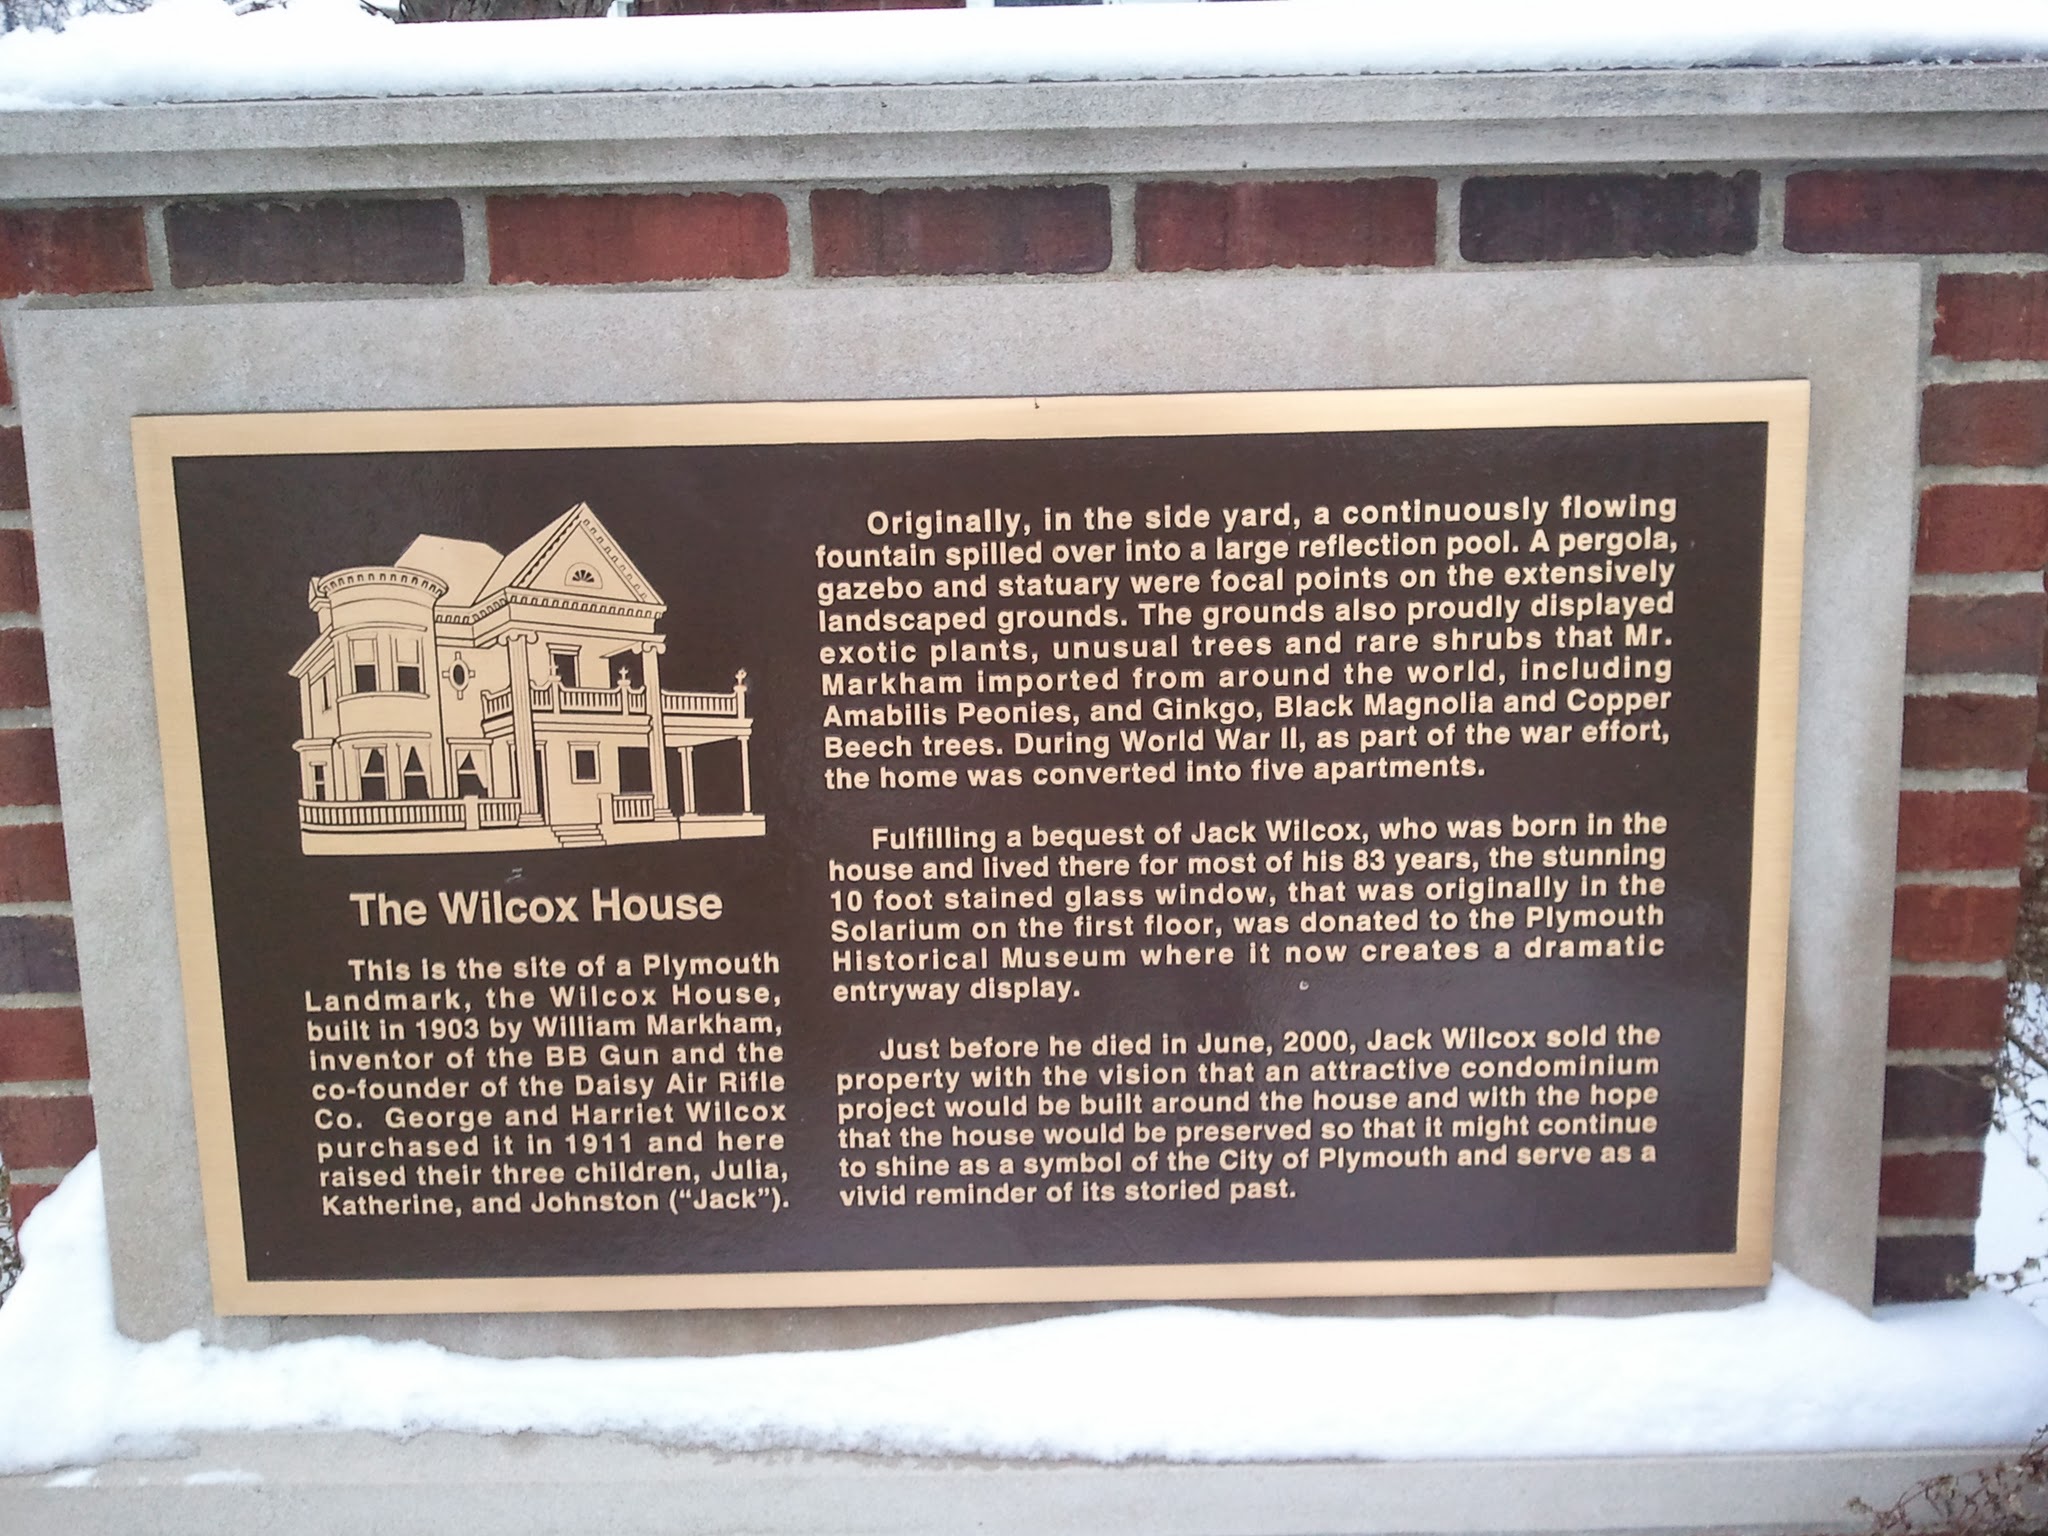 The Wilcox House
This is the site of a Plymouth
Landmark, the Wilcox House,
built in 1903 by William Markham,
inventor of the BB Gun and the
co-founder of the Daisy Air Rifle
Co. George and Harriet Wilcox
purchased it in 1911 and here
raised their three children, Julia,
Katherine, and Johnston (“Jack”).
Originally, in the side yard, a continuously flowing
fountain spilled over into a large reflection pool. A pergola,
gazebo and statuary were focal points on the extensively
landscaped grounds. The grounds also proudly displayed
exotic plants, unusual trees and rare shrubs that Mr.
Markham imported from around the world, including
Amabilis Peonies, and Ginkgo, Black Magnolia and Copper
Beech trees. During World War II, as part of the war effort,
the home was converted into five apartments.
Fulfilling a bequest of Jack Wilcox, who was born in the
house and lived there for most of his 83 years, the stunning
10 foot stained glass window, that was originally in the
Solarium on the first floor, was donated to the Plymouth
Historical Museum where it now creates a dramatic
entryway display.
Just before he died in June, 2000, Jack Wilcox sold the
property with the vision that an attractive condominium
project would be built around the house and with the hope
that the house would be preserved so that it might continue
to shine as a symbol of the City of Plymouth and serve as a
vivid reminder of its storied past.